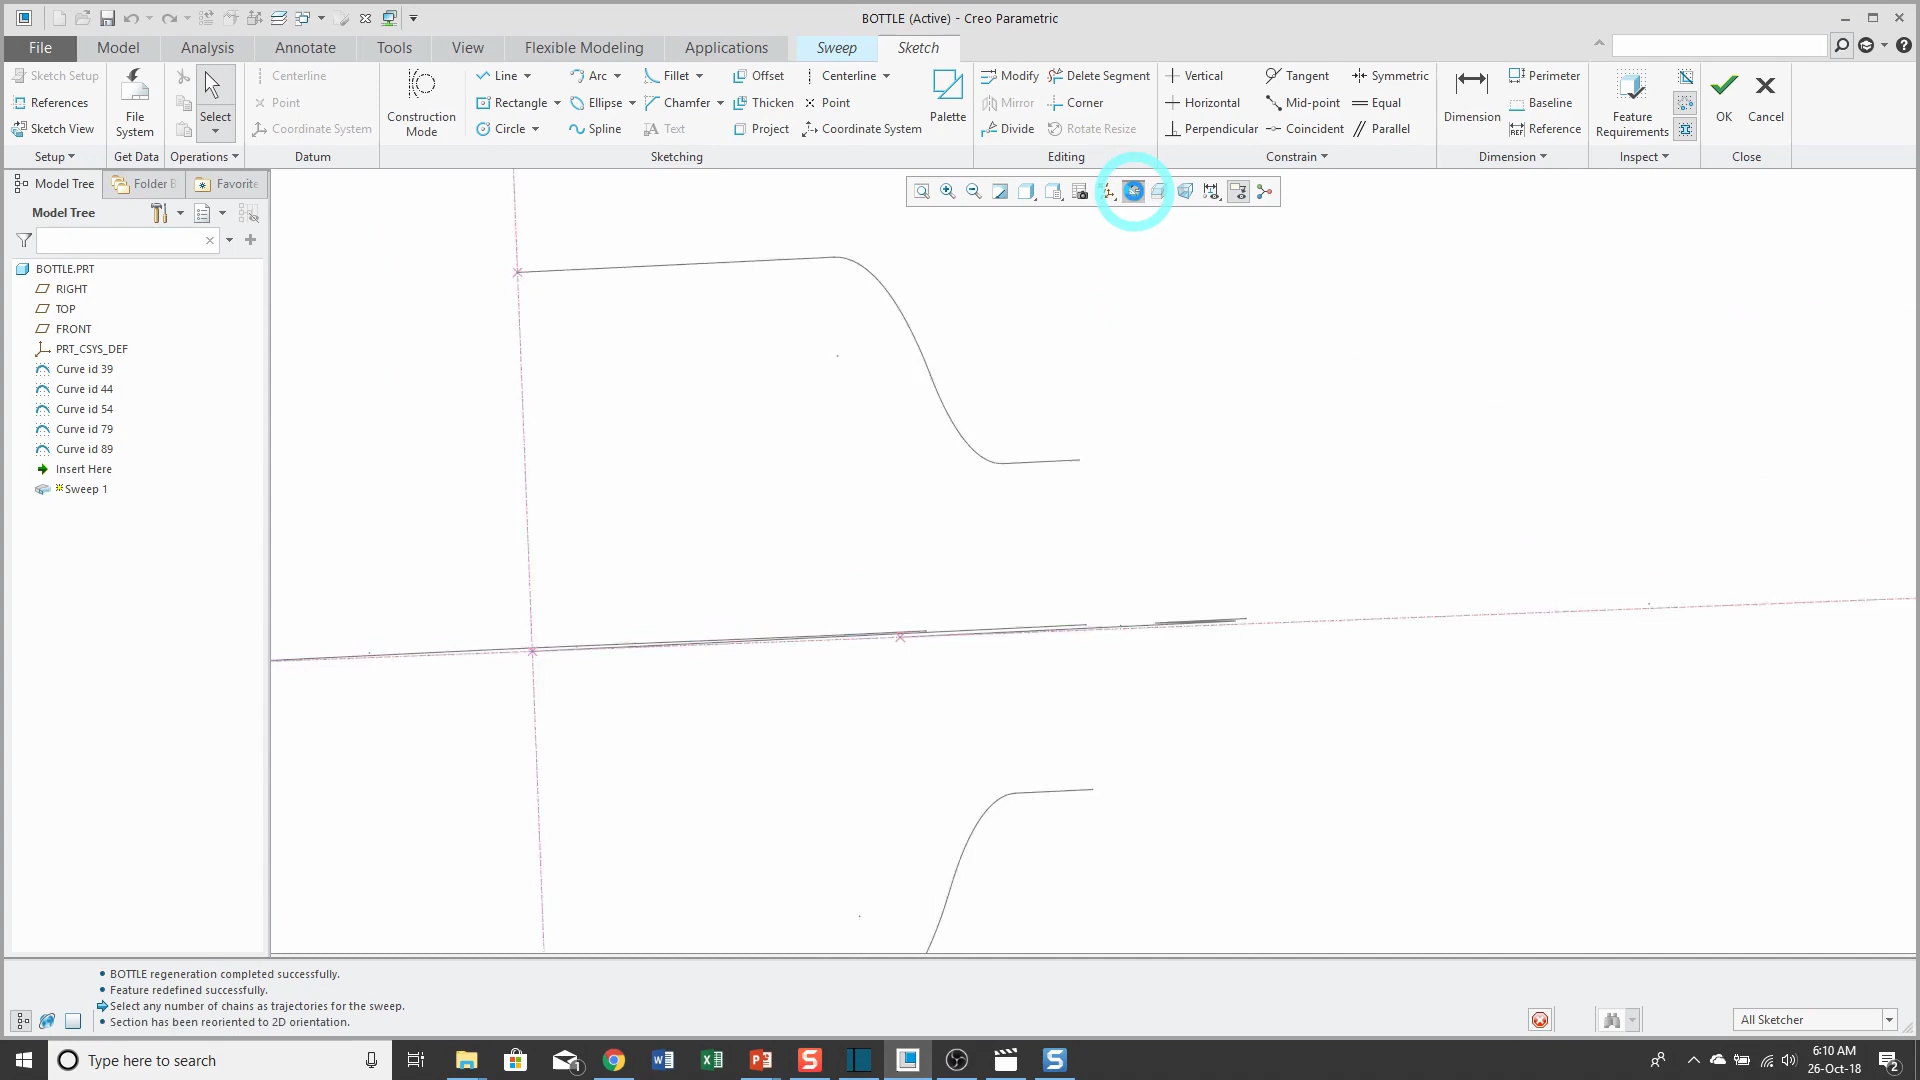 BOTTLE (Active) - Creo Parametric
File Model Analysis Annotate Tools View Flexible Modeling Applications Sweep Sketch
Sketch Setup
References
Sketch View
Setup
File System
Get Data
Select
Operations
Centerline
Point
Coordinate System
Datum
Construction Mode
Line Arc Fillet Offset Centerline
Rectangle Ellipse Chamfer Thicken Point
Circle Spline Text Project Coordinate System
Palette
Sketching
Modify Delete Segment
Mirror Corner
Divide Rotate Resize
Editing
Vertical Tangent Symmetric
Horizontal Mid-point Equal
Perpendicular Coincident Parallel
Constrain
Dimension
Perimeter
Baseline
REF Reference
Dimension
Feature Requirements
Inspect
OK Cancel
Close
Model Tree Folder B Favorite
Model Tree
BOTTLE.PRT
RIGHT
TOP
FRONT
PRT_CSYS_DEF
Curve id 39
Curve id 44
Curve id 54
Curve id 79
Curve id 89
Insert Here
Sweep 1
BOTTLE regeneration completed successfully.
Feature redefined successfully.
Select any number of chains as trajectories for the sweep.
Section has been reoriented to 2D orientation.
All Sketcher
Type here to search
6:10 AM
26-Oct-18
2